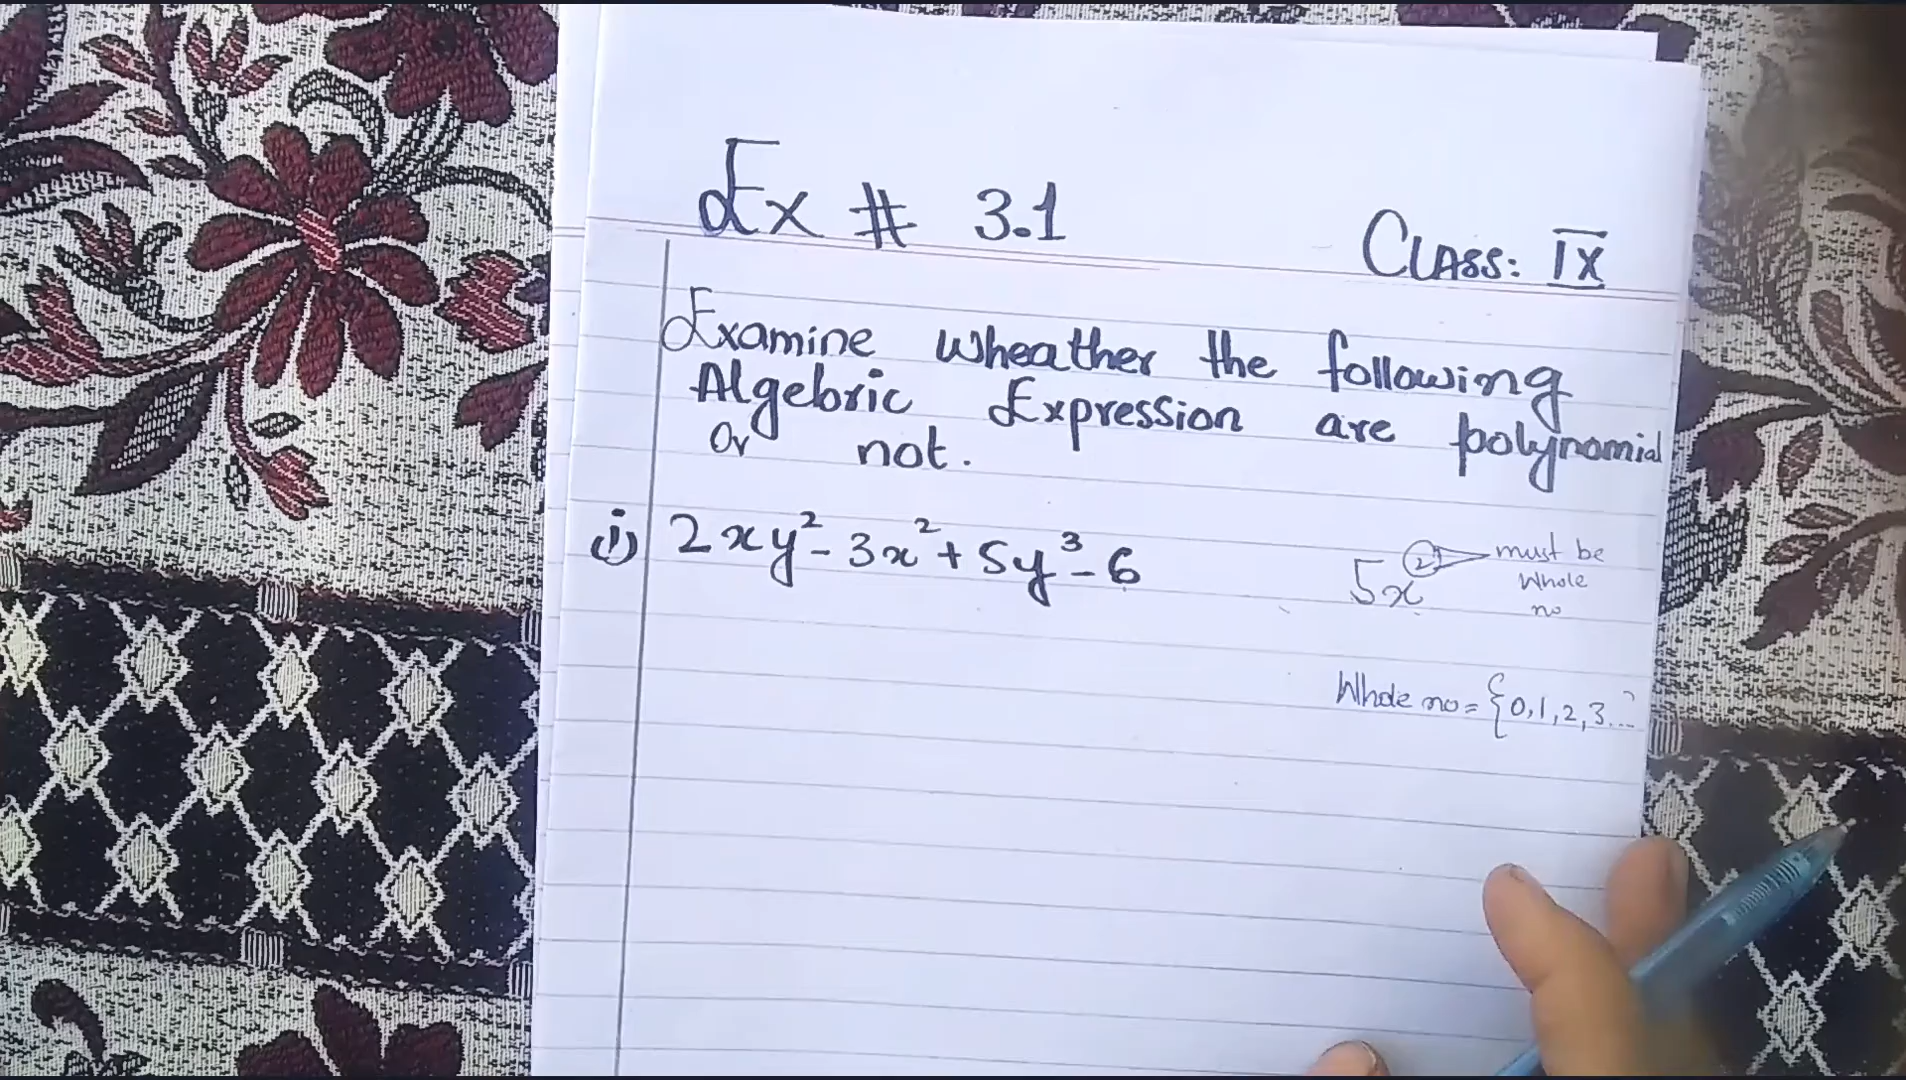 Ex # 3.1
CLASS: IX
Examine wheather the following
Algebric Expression are polynomial
Or not.
(i) 2xy² - 3x² + 5y³ - 6
5x² must be
Whole
no
Whole no = {0,1,2,3...}